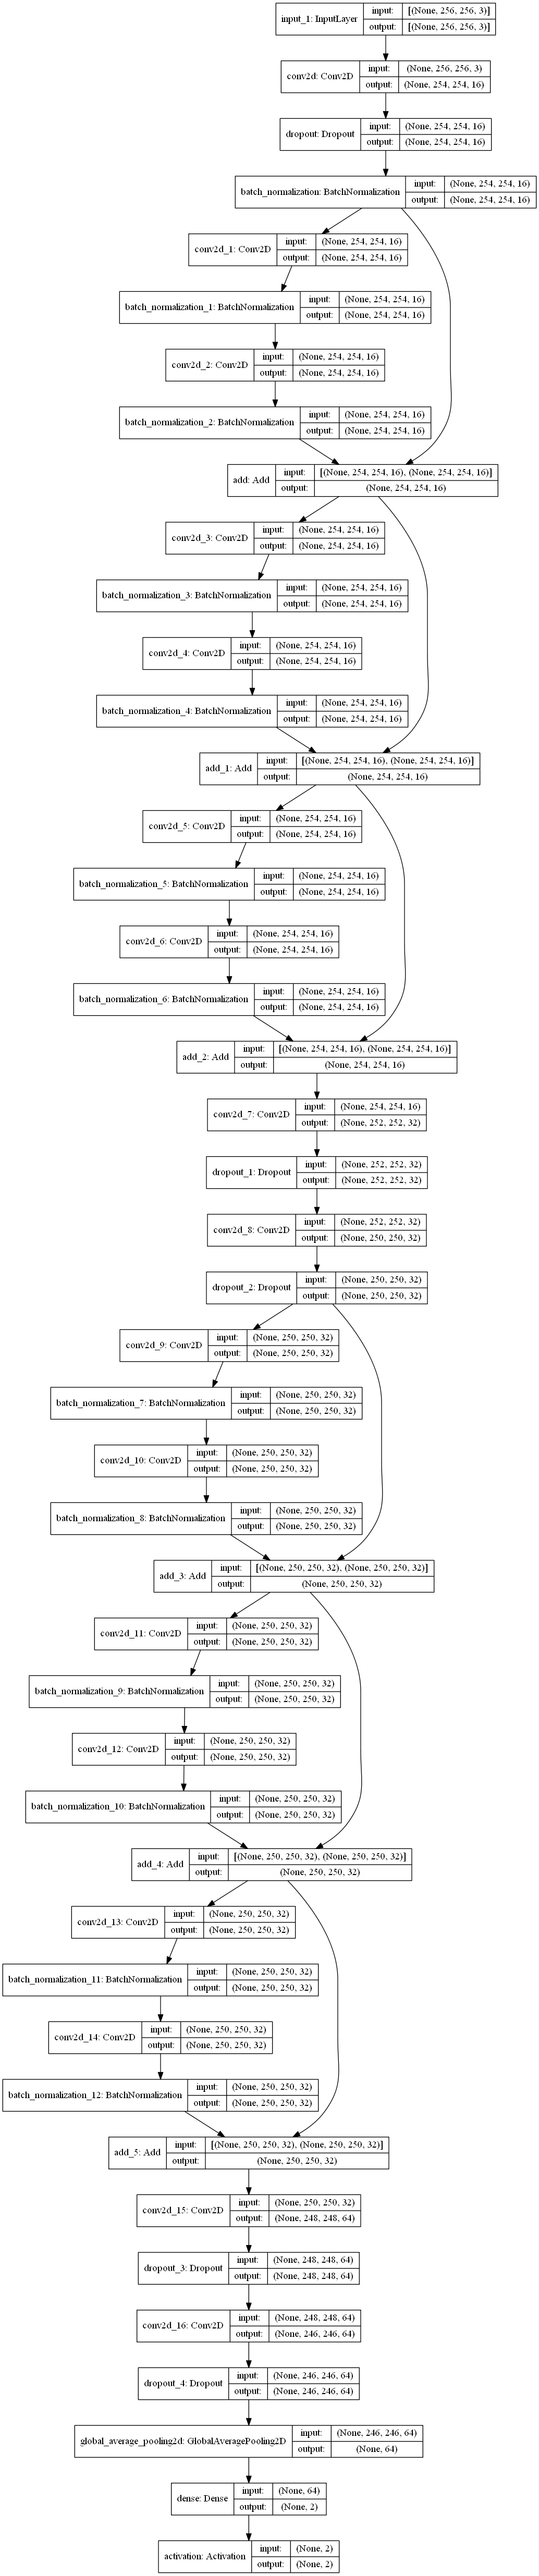 input_1: InputLayer
input: [(None, 256, 256, 3)]
output: [(None, 256, 256, 3)]
conv2d: Conv2D
input: (None, 256, 256, 3)
output: (None, 254, 254, 16)
dropout: Dropout
input: (None, 254, 254, 16)
output: (None, 254, 254, 16)
batch_normalization: BatchNormalization
input: (None, 254, 254, 16)
output: (None, 254, 254, 16)
conv2d_1: Conv2D
input: (None, 254, 254, 16)
output: (None, 254, 254, 16)
batch_normalization_1: BatchNormalization
input: (None, 254, 254, 16)
output: (None, 254, 254, 16)
conv2d_2: Conv2D
input: (None, 254, 254, 16)
output: (None, 254, 254, 16)
batch_normalization_2: BatchNormalization
input: (None, 254, 254, 16)
output: (None, 254, 254, 16)
add: Add
input: [(None, 254, 254, 16), (None, 254, 254, 16)]
output: (None, 254, 254, 16)
conv2d_3: Conv2D
input: (None, 254, 254, 16)
output: (None, 254, 254, 16)
batch_normalization_3: BatchNormalization
input: (None, 254, 254, 16)
output: (None, 254, 254, 16)
conv2d_4: Conv2D
input: (None, 254, 254, 16)
output: (None, 254, 254, 16)
batch_normalization_4: BatchNormalization
input: (None, 254, 254, 16)
output: (None, 254, 254, 16)
add_1: Add
input: [(None, 254, 254, 16), (None, 254, 254, 16)]
output: (None, 254, 254, 16)
conv2d_5: Conv2D
input: (None, 254, 254, 16)
output: (None, 254, 254, 16)
batch_normalization_5: BatchNormalization
input: (None, 254, 254, 16)
output: (None, 254, 254, 16)
conv2d_6: Conv2D
input: (None, 254, 254, 16)
output: (None, 254, 254, 16)
batch_normalization_6: BatchNormalization
input: (None, 254, 254, 16)
output: (None, 254, 254, 16)
add_2: Add
input: [(None, 254, 254, 16), (None, 254, 254, 16)]
output: (None, 254, 254, 16)
conv2d_7: Conv2D
input: (None, 254, 254, 16)
output: (None, 252, 252, 32)
dropout_1: Dropout
input: (None, 252, 252, 32)
output: (None, 252, 252, 32)
conv2d_8: Conv2D
input: (None, 252, 252, 32)
output: (None, 250, 250, 32)
dropout_2: Dropout
input: (None, 250, 250, 32)
output: (None, 250, 250, 32)
conv2d_9: Conv2D
input: (None, 250, 250, 32)
output: (None, 250, 250, 32)
batch_normalization_7: BatchNormalization
input: (None, 250, 250, 32)
output: (None, 250, 250, 32)
conv2d_10: Conv2D
input: (None, 250, 250, 32)
output: (None, 250, 250, 32)
batch_normalization_8: BatchNormalization
input: (None, 250, 250, 32)
output: (None, 250, 250, 32)
add_3: Add
input: [(None, 250, 250, 32), (None, 250, 250, 32)]
output: (None, 250, 250, 32)
conv2d_11: Conv2D
input: (None, 250, 250, 32)
output: (None, 250, 250, 32)
batch_normalization_9: BatchNormalization
input: (None, 250, 250, 32)
output: (None, 250, 250, 32)
conv2d_12: Conv2D
input: (None, 250, 250, 32)
output: (None, 250, 250, 32)
batch_normalization_10: BatchNormalization
input: (None, 250, 250, 32)
output: (None, 250, 250, 32)
add_4: Add
input: [(None, 250, 250, 32), (None, 250, 250, 32)]
output: (None, 250, 250, 32)
conv2d_13: Conv2D
input: (None, 250, 250, 32)
output: (None, 250, 250, 32)
batch_normalization_11: BatchNormalization
input: (None, 250, 250, 32)
output: (None, 250, 250, 32)
conv2d_14: Conv2D
input: (None, 250, 250, 32)
output: (None, 250, 250, 32)
batch_normalization_12: BatchNormalization
input: (None, 250, 250, 32)
output: (None, 250, 250, 32)
add_5: Add
input: [(None, 250, 250, 32), (None, 250, 250, 32)]
output: (None, 250, 250, 32)
conv2d_15: Conv2D
input: (None, 250, 250, 32)
output: (None, 248, 248, 64)
dropout_3: Dropout
input: (None, 248, 248, 64)
output: (None, 248, 248, 64)
conv2d_16: Conv2D
input: (None, 248, 248, 64)
output: (None, 246, 246, 64)
dropout_4: Dropout
input: (None, 246, 246, 64)
output: (None, 246, 246, 64)
global_average_pooling2d: GlobalAveragePooling2D
input: (None, 246, 246, 64)
output: (None, 64)
dense: Dense
input: (None, 64)
output: (None, 2)
activation: Activation
input: (None, 2)
output: (None, 2)